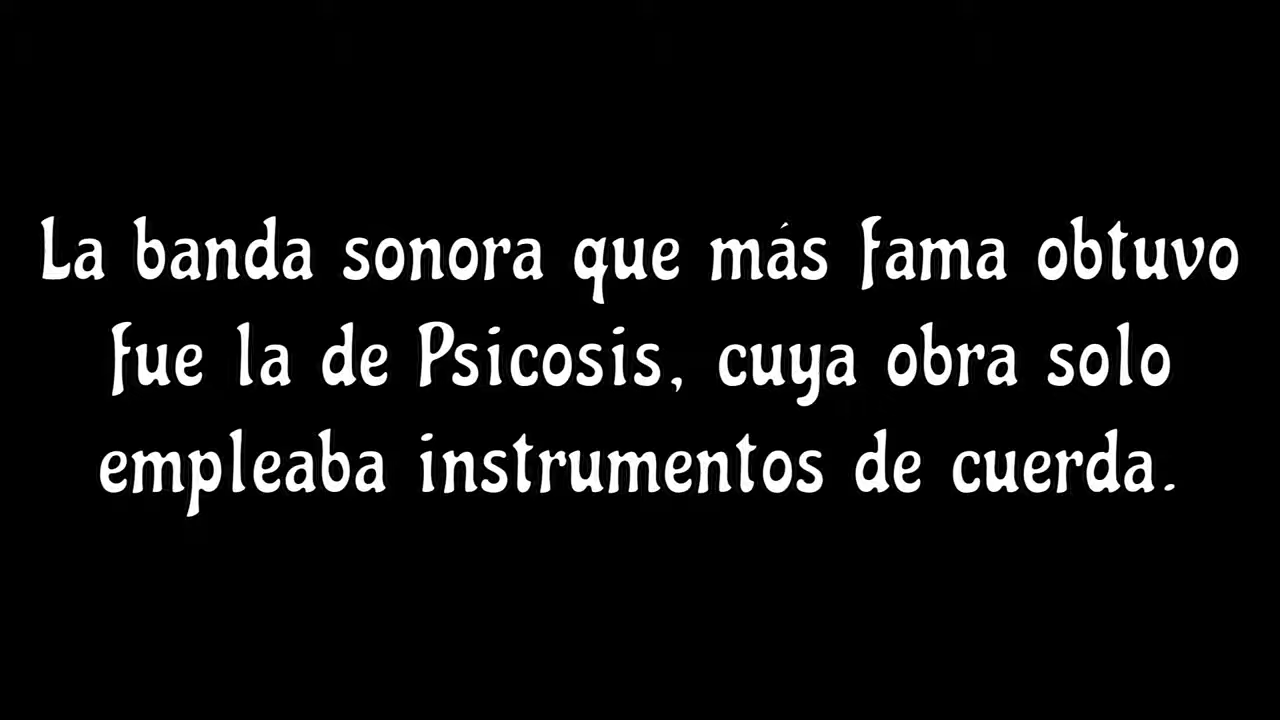 La banda sonora que más fama obtuvo
fue la de Psicosis, cuya obra solo
empleaba instrumentos de cuerda.